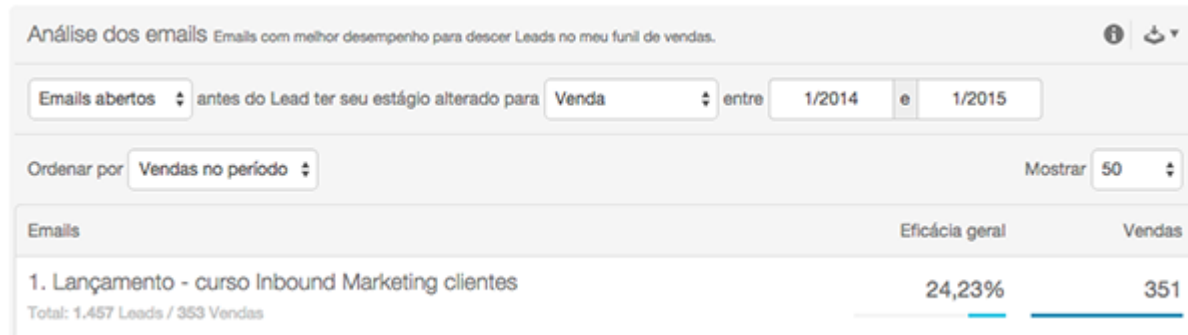 Análise dos emails Emails com melhor desempenho para descer Leads no meu funil de vendas.
Emails abertos antes do Lead ter seu estágio alterado para Venda entre 1/2014 e 1/2015
Ordenar por Vendas no período Mostrar 50
Emails Eficácia geral Vendas
1. Lançamento - curso Inbound Marketing clientes 24,23% 351
Total: 1.457 Leads / 353 Vendas